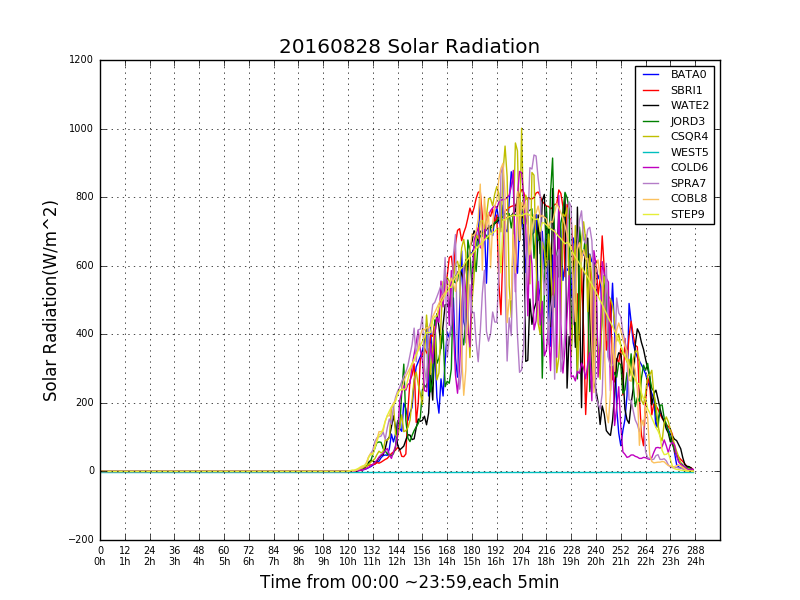 20160828 Solar Radiation
1200
1000
800
600
400
200
0
−200
Solar Radiation(W/m^2)
BATA0
SBRI1
WATE2
JORD3
CSQR4
WEST5
COLD6
SPRA7
COBL8
STEP9
0 12 24 36 48 60 72 84 96 108 120 132 144 156 168 180 192 204 216 228 240 252 264 276 288
0h 1h 2h 3h 4h 5h 6h 7h 8h 9h 10h 11h 12h 13h 14h 15h 16h 17h 18h 19h 20h 21h 22h 23h 24h
Time from 00:00 ~23:59,each 5min